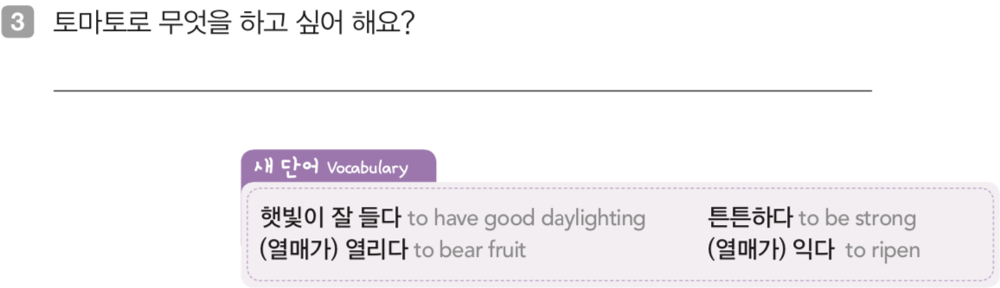 3 토마토로 무엇을 하고 싶어 해요?
새 단어 Vocabulary
햇빛이 잘 들다 to have good daylighting 튼튼하다 to be strong
(열매가) 열리다 to bear fruit (열매가) 익다 to ripen